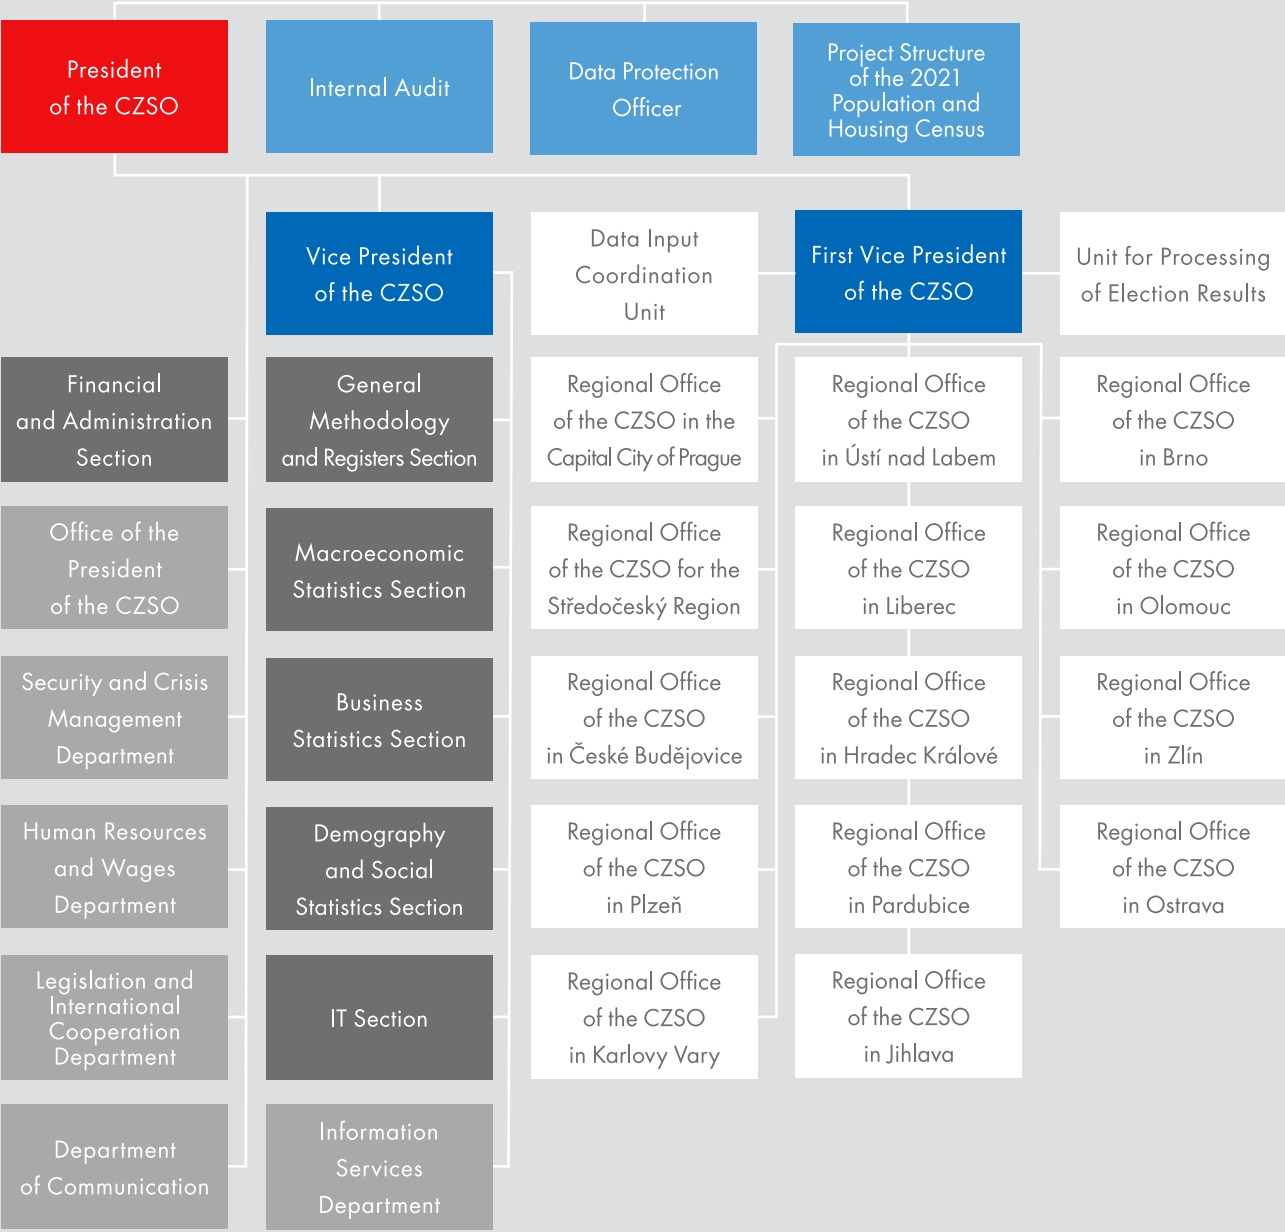 President
of the CZSO
Internal Audit
Data Protection
Officer
Project Structure
of the 2021
Population and
Housing Census
Vice President
of the CZSO
Data Input
Coordination
Unit
First Vice President
of the CZSO
Unit for Processing
of Election Results
Financial
and Administration
Section
General
Methodology
and Registers Section
Regional Office
of the CZSO in the
Capital City of Prague
Regional Office
of the CZSO
in Ústí nad Labem
Regional Office
of the CZSO
in Brno
Office of the
President
of the CZSO
Macroeconomic
Statistics Section
Regional Office
of the CZSO for the
Středočeský Region
Regional Office
of the CZSO
in Liberec
Regional Office
of the CZSO
in Olomouc
Security and Crisis
Management
Department
Business
Statistics Section
Regional Office
of the CZSO
in České Budějovice
Regional Office
of the CZSO
in Hradec Králové
Regional Office
of the CZSO
in Zlín
Human Resources
and Wages
Department
Demography
and Social
Statistics Section
Regional Office
of the CZSO
in Plzeň
Regional Office
of the CZSO
in Pardubice
Regional Office
of the CZSO
in Ostrava
Legislation and
International
Cooperation
Department
IT Section
Regional Office
of the CZSO
in Karlovy Vary
Regional Office
of the CZSO
in Jihlava
Department
of Communication
Information
Services
Department